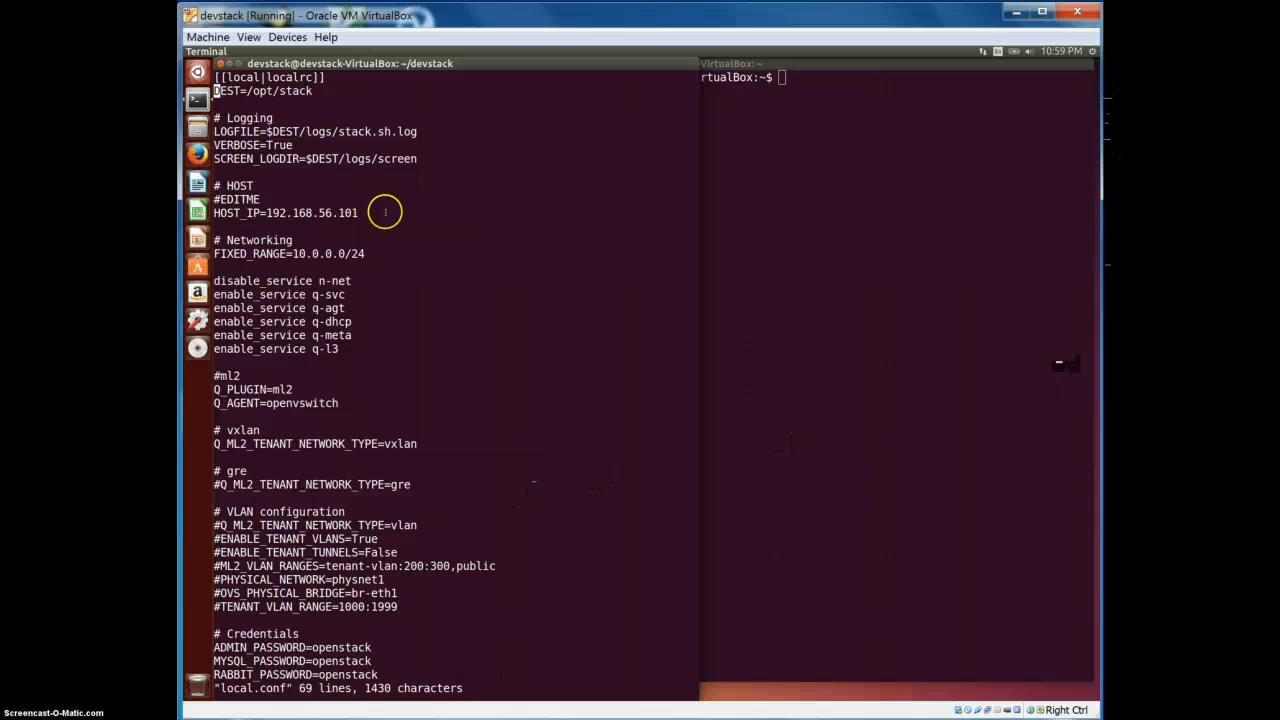 devstack [Running] - Oracle VM VirtualBox
Machine View Devices Help
Terminal
En
10:59 PM
devstack@devstack-VirtualBox: ~/devstack
[[local|localrc]]
DEST=/opt/stack
# Logging
LOGFILE=$DEST/logs/stack.sh.log
VERBOSE=True
SCREEN_LOGDIR=$DEST/logs/screen
# HOST
#EDITME
HOST_IP=192.168.56.101
# Networking
FIXED_RANGE=10.0.0.0/24
disable_service n-net
enable_service q-svc
enable_service q-agt
enable_service q-dhcp
enable_service q-meta
enable_service q-l3
#ml2
Q_PLUGIN=ml2
Q_AGENT=openvswitch
# vxlan
Q_ML2_TENANT_NETWORK_TYPE=vxlan
# gre
#Q_ML2_TENANT_NETWORK_TYPE=gre
# VLAN configuration
#Q_ML2_TENANT_NETWORK_TYPE=vlan
#ENABLE_TENANT_VLANS=True
#ENABLE_TENANT_TUNNELS=False
#ML2_VLAN_RANGES=tenant-vlan:200:300,public
#PHYSICAL_NETWORK=physnet1
#OVS_PHYSICAL_BRIDGE=br-eth1
#TENANT_VLAN_RANGE=1000:1999
# Credentials
ADMIN_PASSWORD=openstack
MYSQL_PASSWORD=openstack
RABBIT_PASSWORD=openstack
"local.conf" 69 lines, 1430 characters
VirtualBox: ~
rtualBox:~$
Right Ctrl
Screencast-O-Matic.com